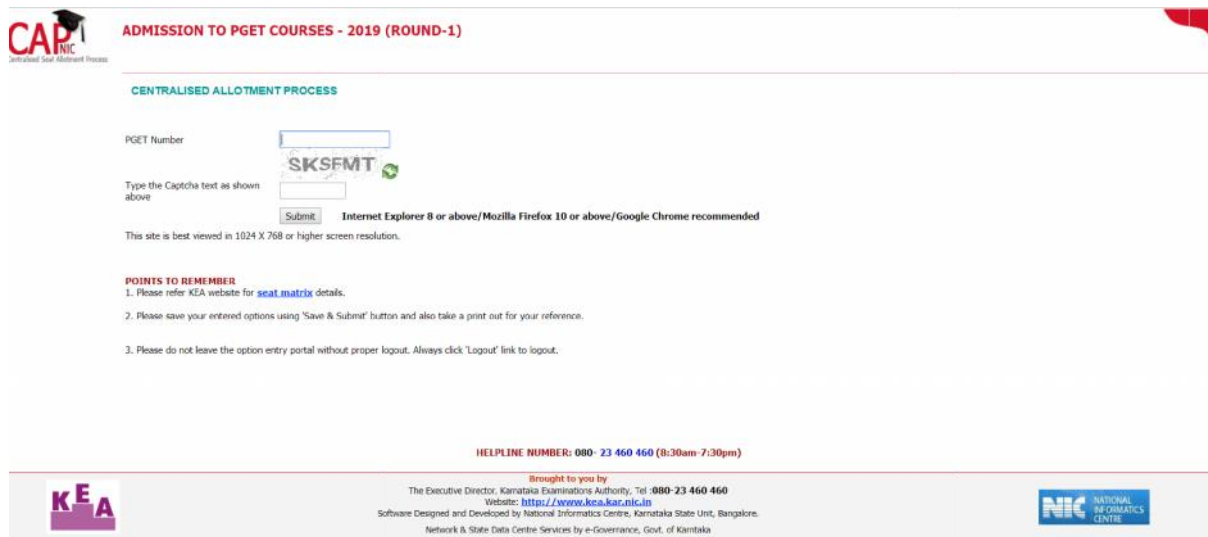 CAP
NIC
Centralised Seat Allotment Process
ADMISSION TO PGET COURSES - 2019 (ROUND-1)
CENTRALISED ALLOTMENT PROCESS
PGET Number
SKSFMT
Type the Captcha text as shown
above
Submit Internet Explorer 8 or above/Mozilla Firefox 10 or above/Google Chrome recommended
This site is best viewed in 1024 X 768 or higher screen resolution.
POINTS TO REMEMBER
1. Please refer KEA website for seat matrix details.
2. Please save your entered options using 'Save & Submit' button and also take a print out for your reference.
3. Please do not leave the option entry portal without proper logout. Always click 'Logout' link to logout.
HELPLINE NUMBER: 080- 23 460 460 (8:30am-7:30pm)
Brought to you by
The Executive Director, Karnataka Examinations Authority, Tel :080-23 460 460
Website: http://www.kea.kar.nic.in
Software Designed and Developed by National Informatics Centre, Karnataka State Unit, Bangalore.
Network & State Data Centre Services by e-Governance, Govt. of Karntaka
KEA
NIC NATIONAL
INFORMATICS
CENTRE